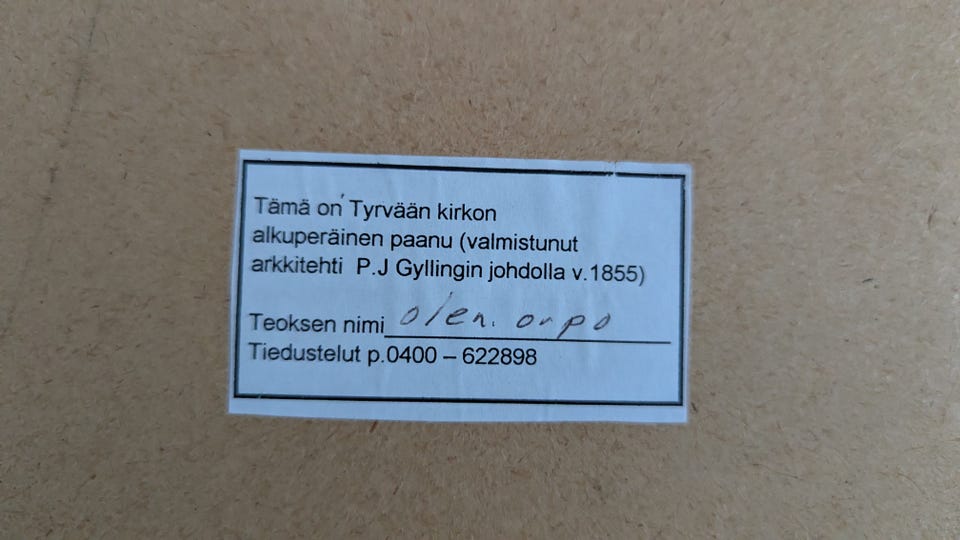 Tämä on Tyrvään kirkon
alkuperäinen paanu (valmistunut
arkkitehti P.J Gyllingin johdolla v.1855)
Teoksen nimi olen. orpo
Tiedustelut p.0400 – 622898